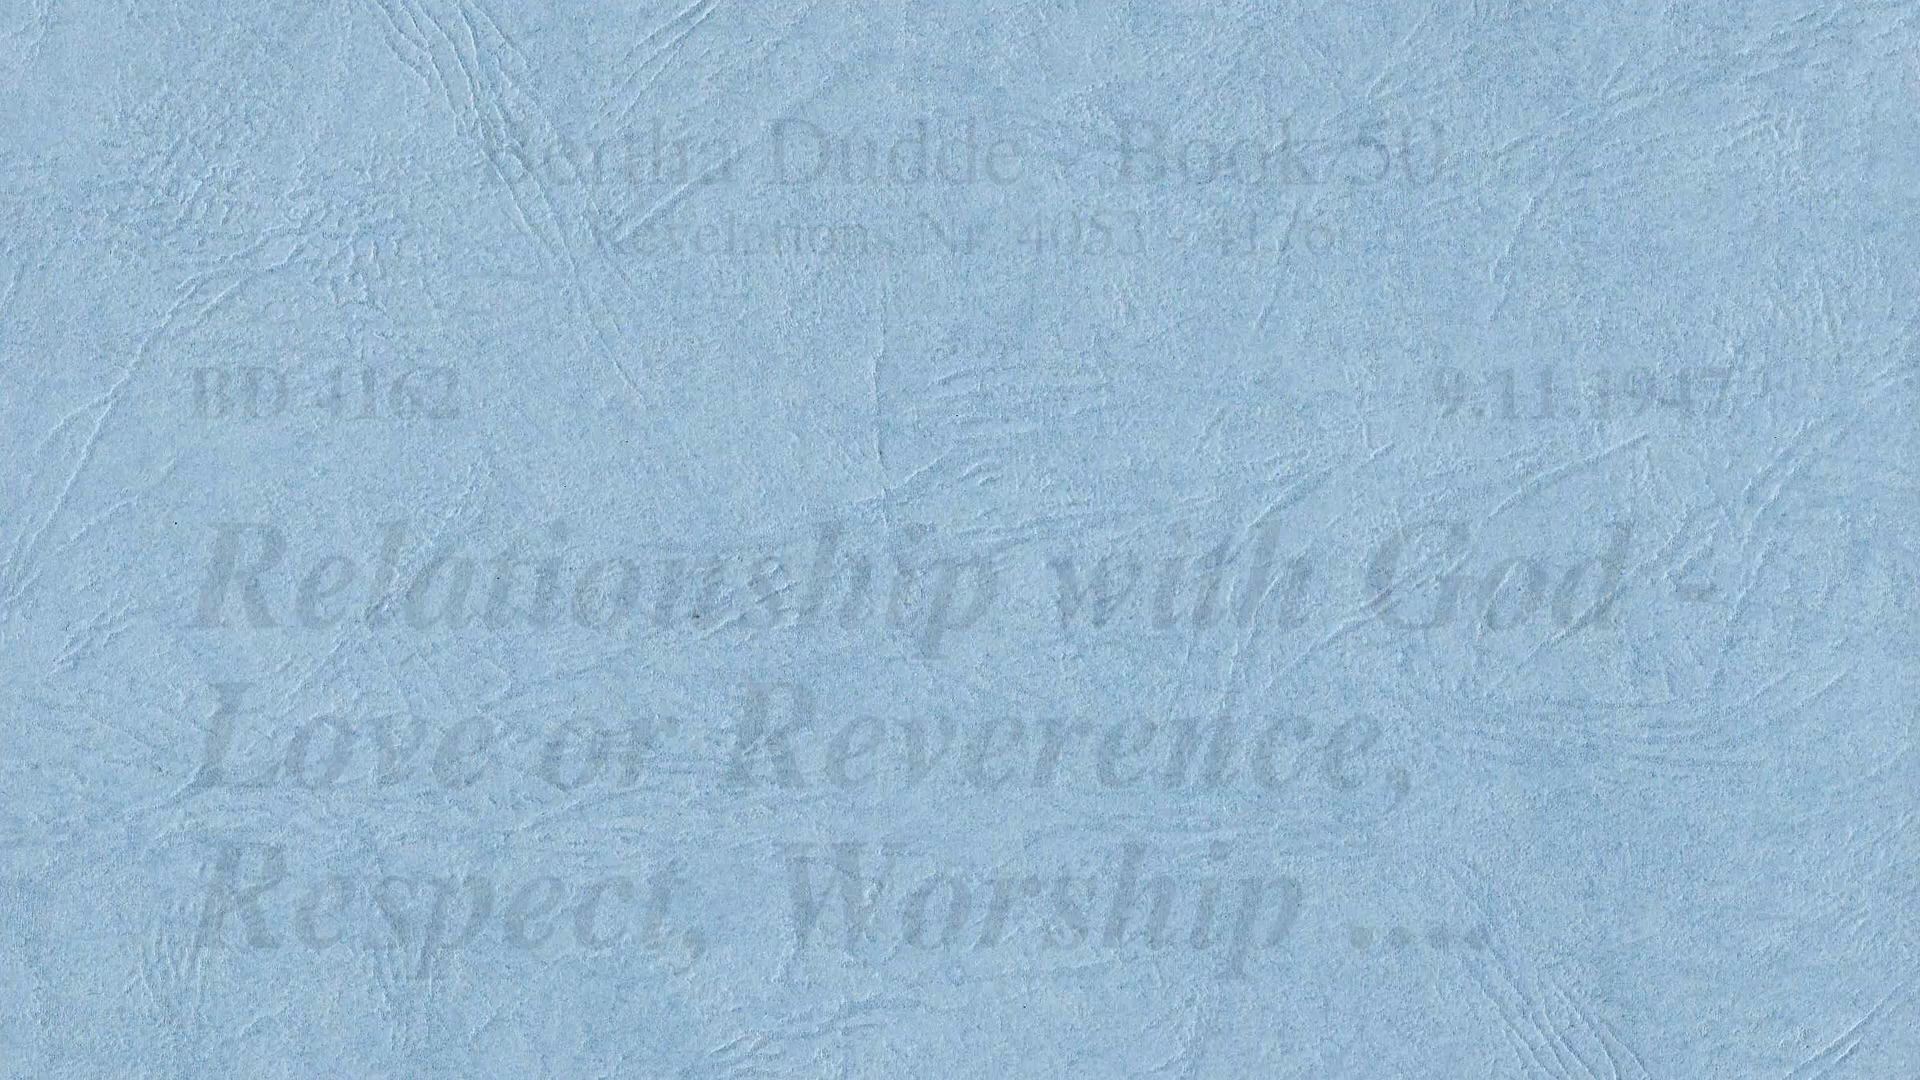 Bertha Dudde - Book 50
Revelations Nr. 4053 - 4176
BD 4162
9.11.1947
Relationship with God -
Love or Reverence,
Respect, Worship ....